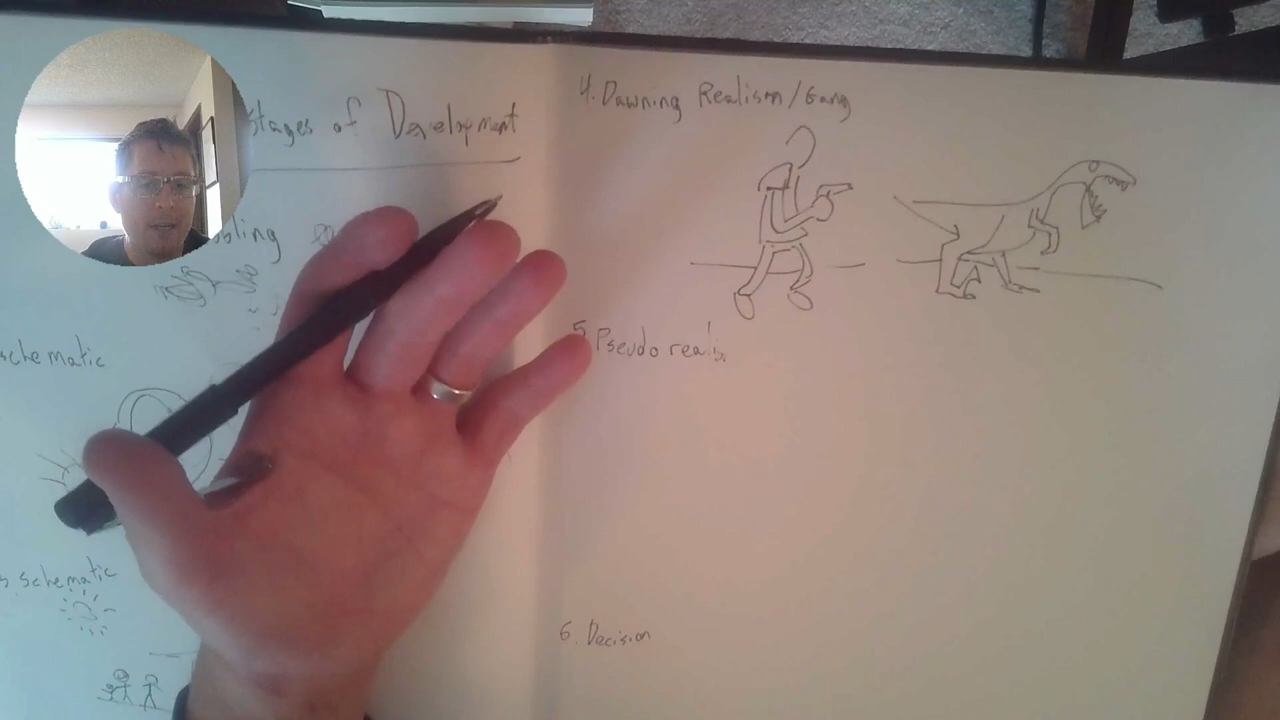 Stages of Development
schematic
Schematic
4. Dawning Realism/Gang
5. Pseudo realis
6. Decision